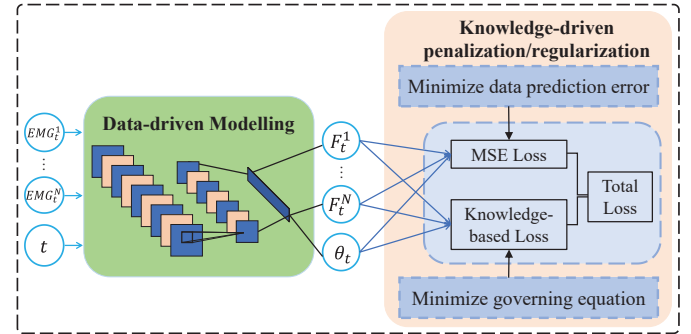 Knowledge-driven
penalization/regularization
Minimize data prediction error
Data-driven Modelling
EMG_t^1
⋮
EMG_t^N
t
F_t^1
⋮
F_t^N
θ_t
MSE Loss
Knowledge-
based Loss
Total
Loss
Minimize governing equation